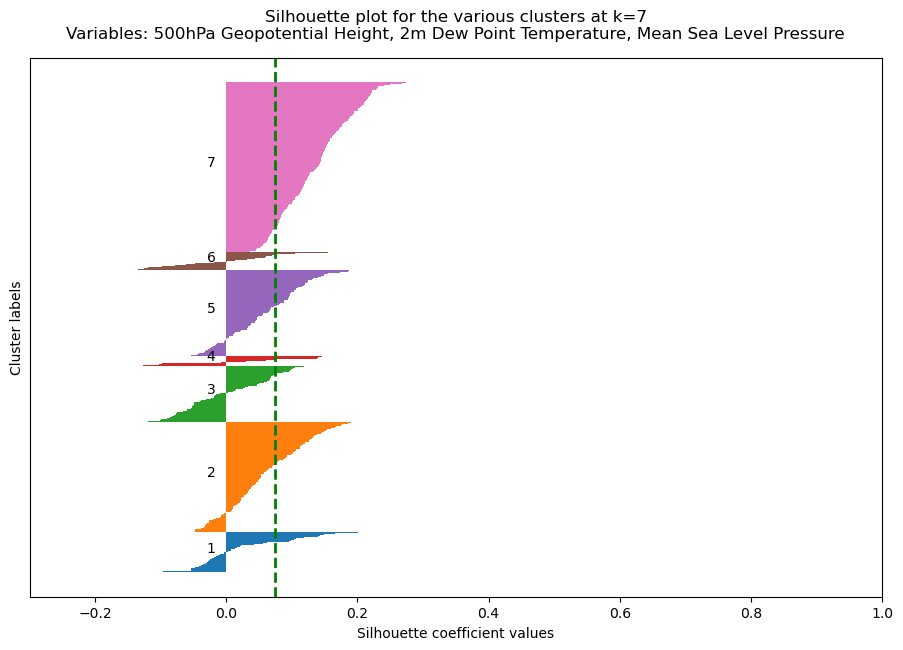 Silhouette plot for the various clusters at k=7
Variables: 500hPa Geopotential Height, 2m Dew Point Temperature, Mean Sea Level Pressure
7
6
5
4
3
2
1
Cluster labels
−0.2 0.0 0.2 0.4 0.6 0.8 1.0
Silhouette coefficient values